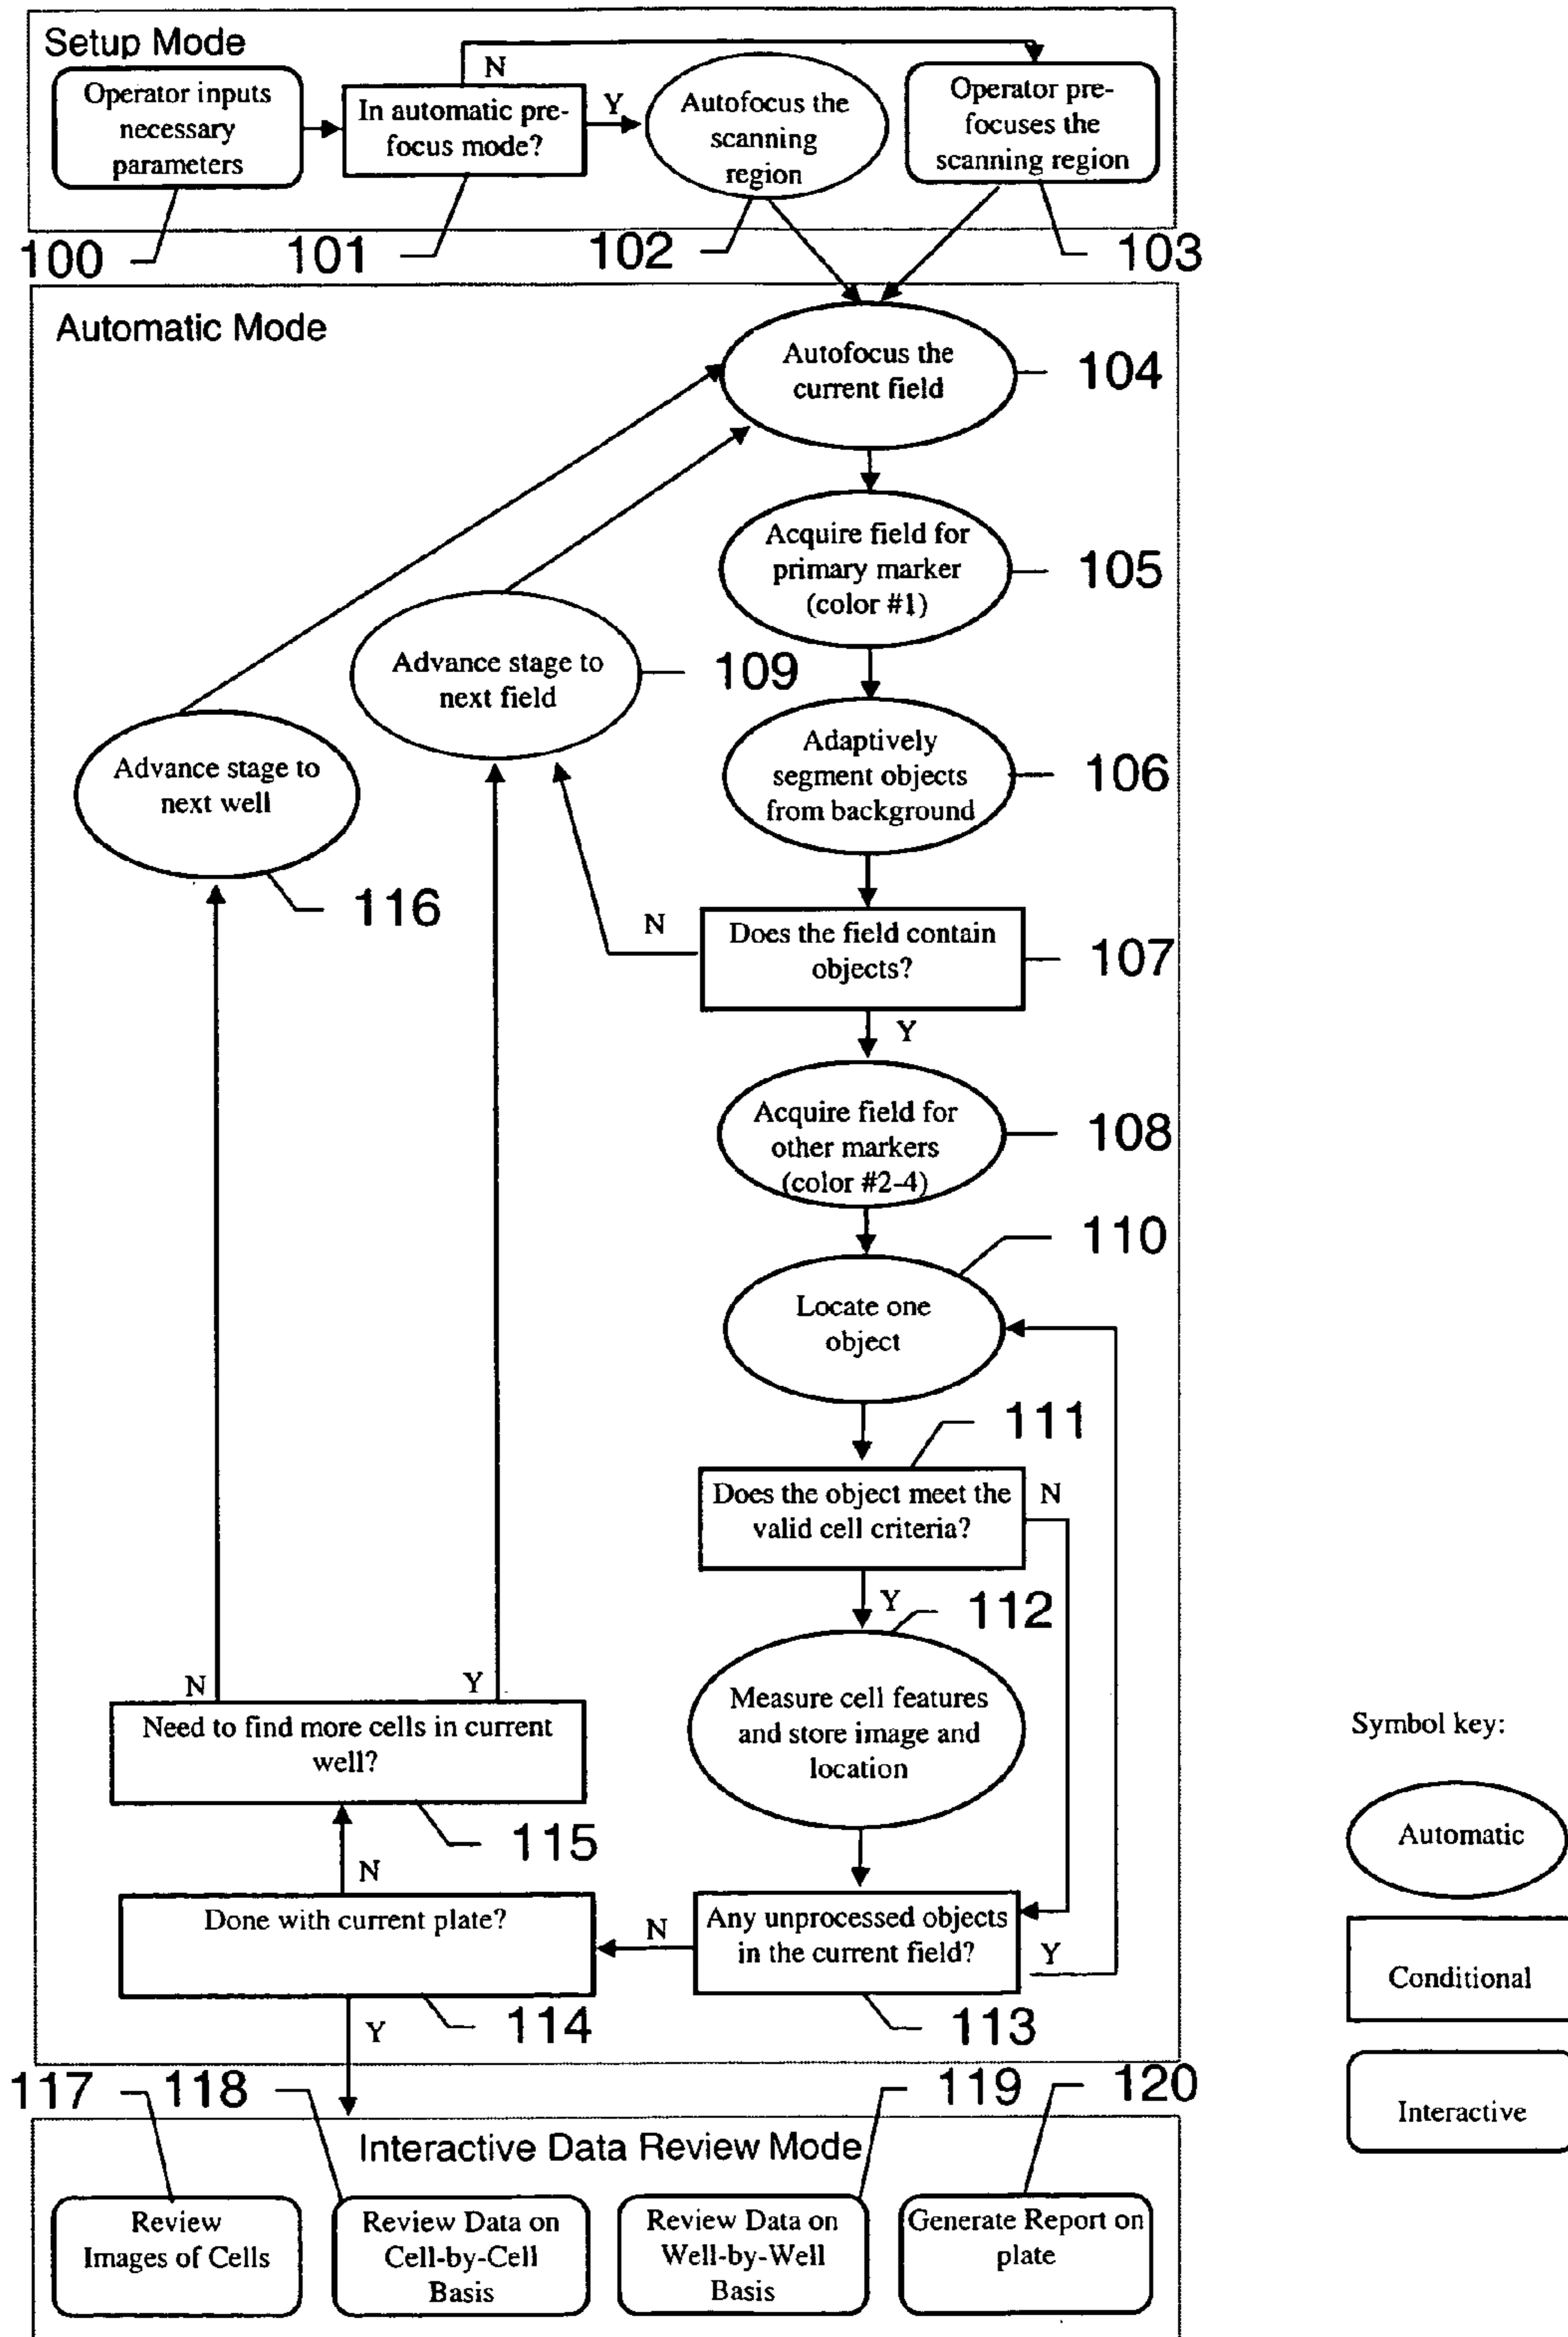 Setup Mode
Operator inputs
necessary
parameters
In automatic pre-
focus mode?
N
Y
Autofocus the
scanning
region
Operator pre-
focuses the
scanning region
100
101
102
103
Automatic Mode
Autofocus the
current field
104
Acquire field for
primary marker
(color #1)
105
Advance stage to
next field
109
Advance stage to
next well
116
Adaptively
segment objects
from background
106
Does the field contain
objects?
107
N
Y
Acquire field for
other markers
(color #2-4)
108
110
Locate one
object
111
Does the object meet the
valid cell criteria?
N
Y
112
Measure cell features
and store image and
location
N
Y
Need to find more cells in current
well?
115
N
Done with current plate?
114
Y
N
Any unprocessed objects
in the current field?
Y
113
117
118
119
120
Interactive Data Review Mode
Review
Images of Cells
Review Data on
Cell-by-Cell
Basis
Review Data on
Well-by-Well
Basis
Generate Report on
plate
Symbol key:
Automatic
Conditional
Interactive